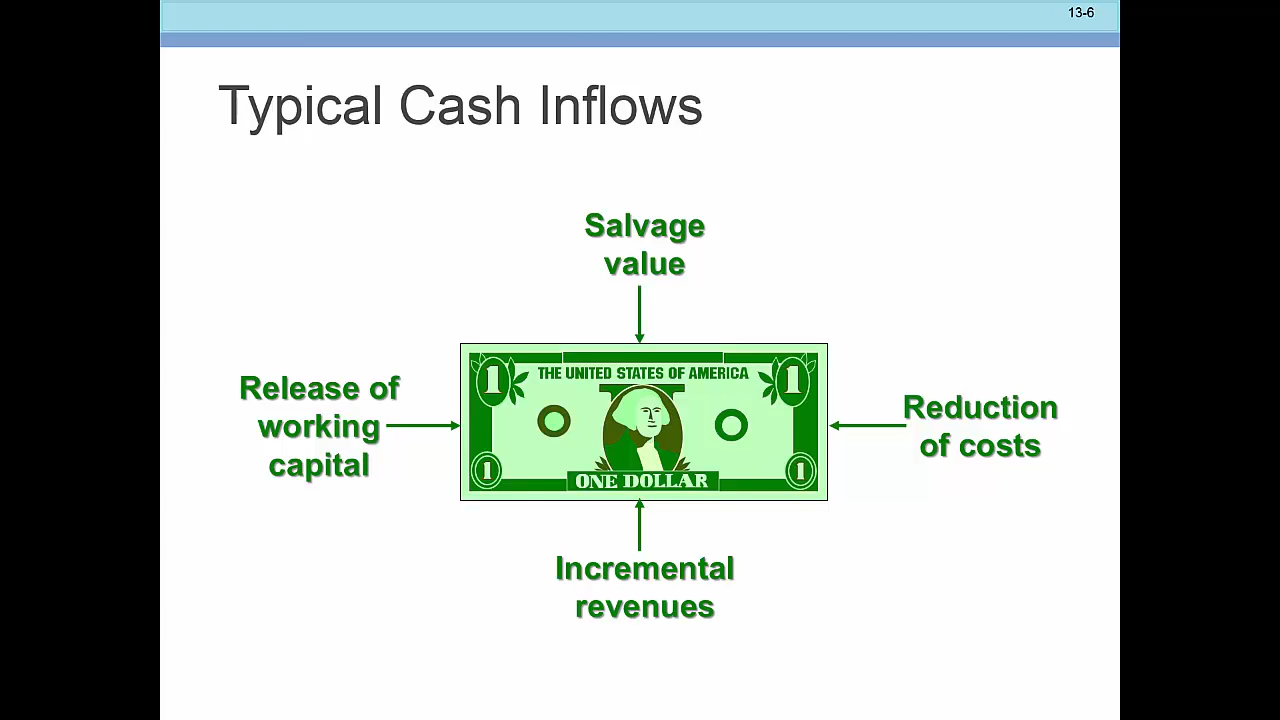 13-6
Typical Cash Inflows
Salvage
value
Release of
working
capital
1
THE UNITED STATES OF AMERICA
1
1
ONE DOLLAR
1
Reduction
of costs
Incremental
revenues